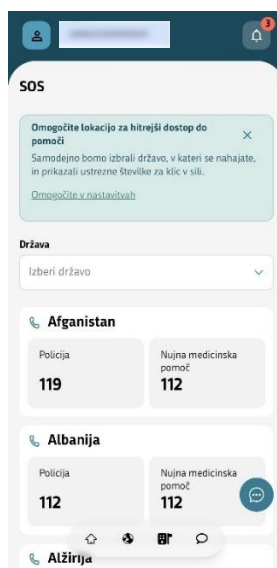 3
SOS
Omogočite lokacijo za hitrejši dostop do
pomoči
Samodejno bomo izbrali državo, v kateri se nahajate,
in prikazali ustrezne številke za klic v sili.
Omogočite v nastavitvah
Država
Izberi državo
Afganistan
Policija
119
Nujna medicinska
pomoč
112
Albanija
Policija
112
Nujna medicinska
pomoč
112
Alžirija